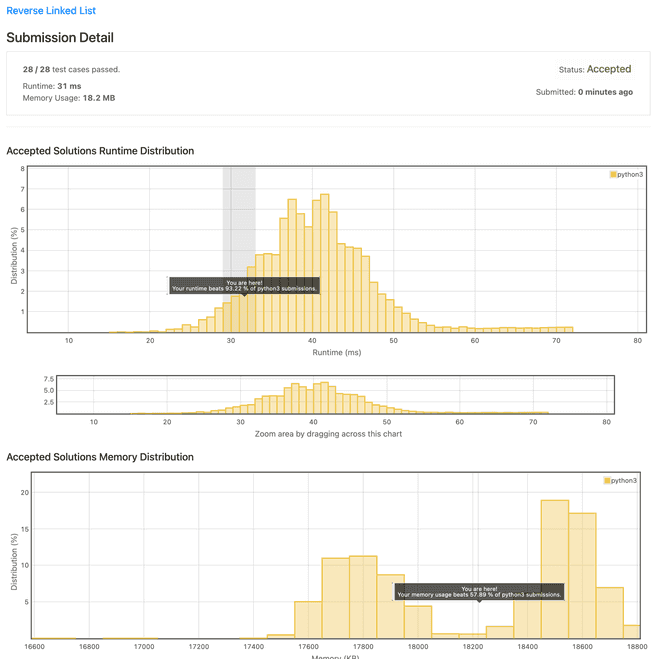 Reverse Linked List
Submission Detail
28 / 28 test cases passed.
Status: Accepted
Runtime: 31 ms
Memory Usage: 18.2 MB
Submitted: 0 minutes ago
Accepted Solutions Runtime Distribution
python3
8
7
6
5
4
3
2
1
Distribution (%)
You are here!
Your runtime beats 93.22 % of python3 submissions.
10 20 30 40 50 60 70 80
Runtime (ms)
7.5
5.0
2.5
10 20 30 40 50 60 70 80
Zoom area by dragging across this chart
Accepted Solutions Memory Distribution
python3
20
15
10
5
Distribution (%)
You are here!
Your memory usage beats 57.89 % of python3 submissions.
16600 16800 17000 17200 17400 17600 17800 18000 18200 18400 18600 18800
Memory (KB)